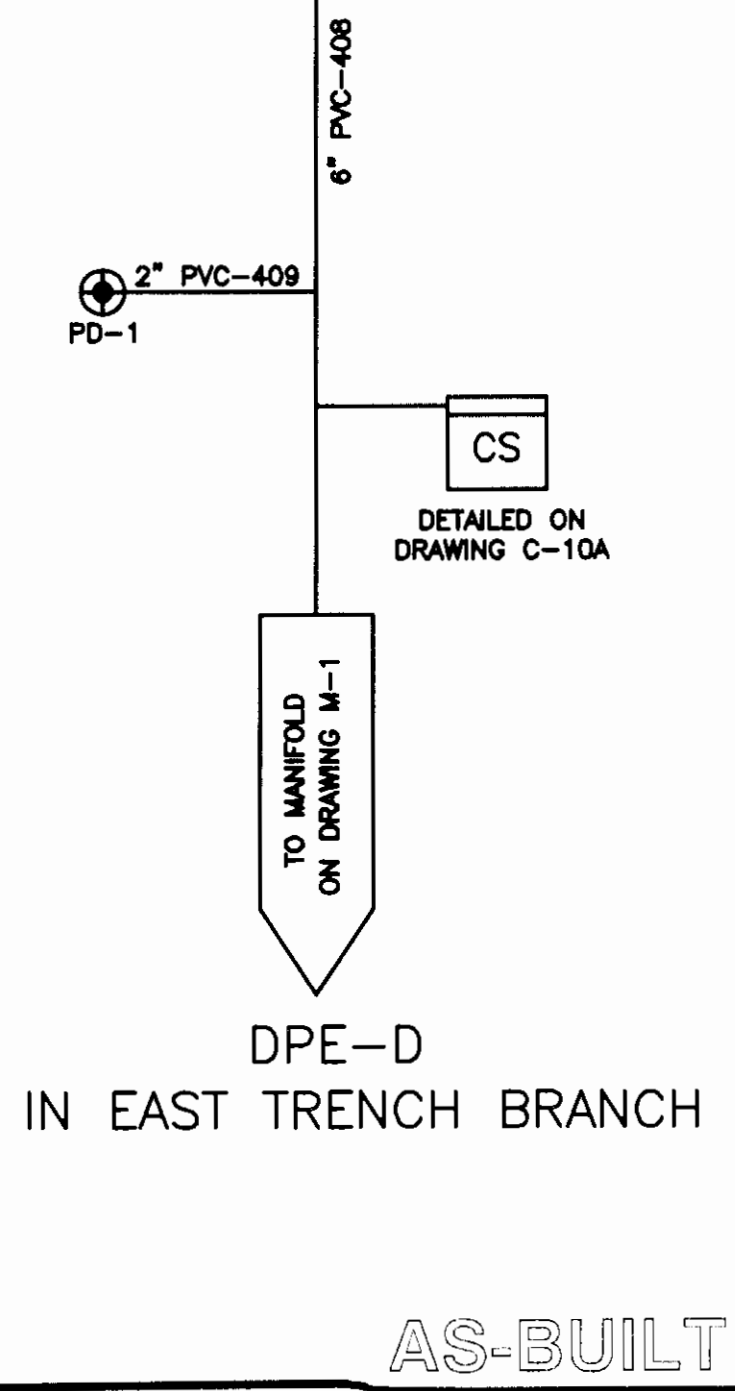 6" PVC-408
2" PVC-409
PD-1
CS
DETAILED ON
DRAWING C-10A
TO MANIFOLD
ON DRAWING M-1
DPE-D
IN EAST TRENCH BRANCH
AS-BUILT